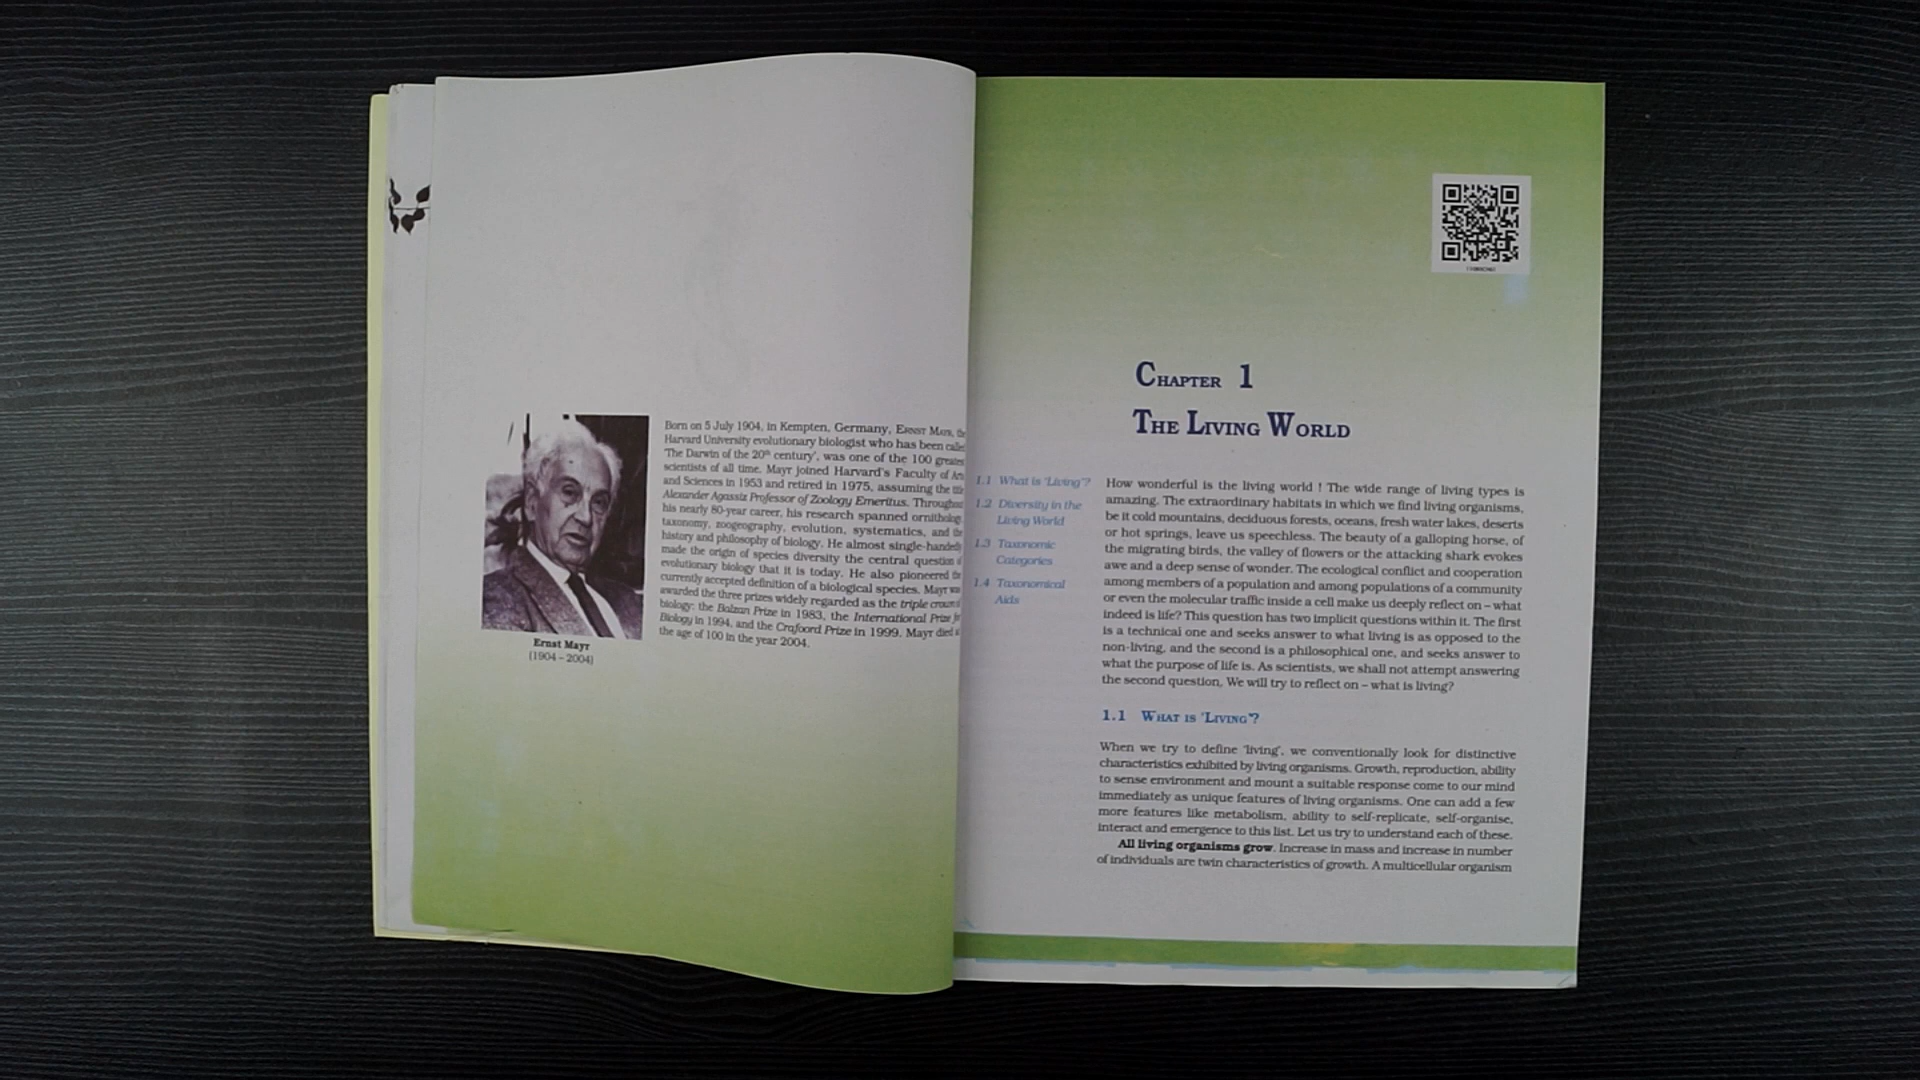 Born on 5 July 1904, in Kempten, Germany, ERNST MAYR, the
Harvard University evolutionary biologist who has been called
'The Darwin of the 20th century', was one of the 100 greatest
scientists of all time. Mayr joined Harvard's Faculty of Arts
and Sciences in 1953 and retired in 1975, assuming the title
Alexander Agassiz Professor of Zoology Emeritus. Throughout
his nearly 80-year career, his research spanned ornithology,
taxonomy, zoogeography, evolution, systematics, and the
history and philosophy of biology. He almost single-handedly
made the origin of species diversity the central question of
evolutionary biology that it is today. He also pioneered the
currently accepted definition of a biological species. Mayr was
awarded the three prizes widely regarded as the triple crown of
biology: the Balzan Prize in 1983, the International Prize for
Biology in 1994, and the Crafoord Prize in 1999. Mayr died at
the age of 100 in the year 2004.
Ernst Mayr
(1904 – 2004)
CHAPTER 1
THE LIVING WORLD
1.1 What is 'Living'?
1.2 Diversity in the
Living World
1.3 Taxonomic
Categories
1.4 Taxonomical
Aids
How wonderful is the living world ! The wide range of living types is
amazing. The extraordinary habitats in which we find living organisms,
be it cold mountains, deciduous forests, oceans, fresh water lakes, deserts
or hot springs, leave us speechless. The beauty of a galloping horse, of
the migrating birds, the valley of flowers or the attacking shark evokes
awe and a deep sense of wonder. The ecological conflict and cooperation
among members of a population and among populations of a community
or even the molecular traffic inside a cell make us deeply reflect on – what
indeed is life? This question has two implicit questions within it. The first
is a technical one and seeks answer to what living is as opposed to the
non-living, and the second is a philosophical one, and seeks answer to
what the purpose of life is. As scientists, we shall not attempt answering
the second question. We will try to reflect on – what is living?
1.1 WHAT IS 'LIVING'?
When we try to define 'living', we conventionally look for distinctive
characteristics exhibited by living organisms. Growth, reproduction, ability
to sense environment and mount a suitable response come to our mind
immediately as unique features of living organisms. One can add a few
more features like metabolism, ability to self-replicate, self-organise,
interact and emergence to this list. Let us try to understand each of these.
All living organisms grow. Increase in mass and increase in number
of individuals are twin characteristics of growth. A multicellular organism